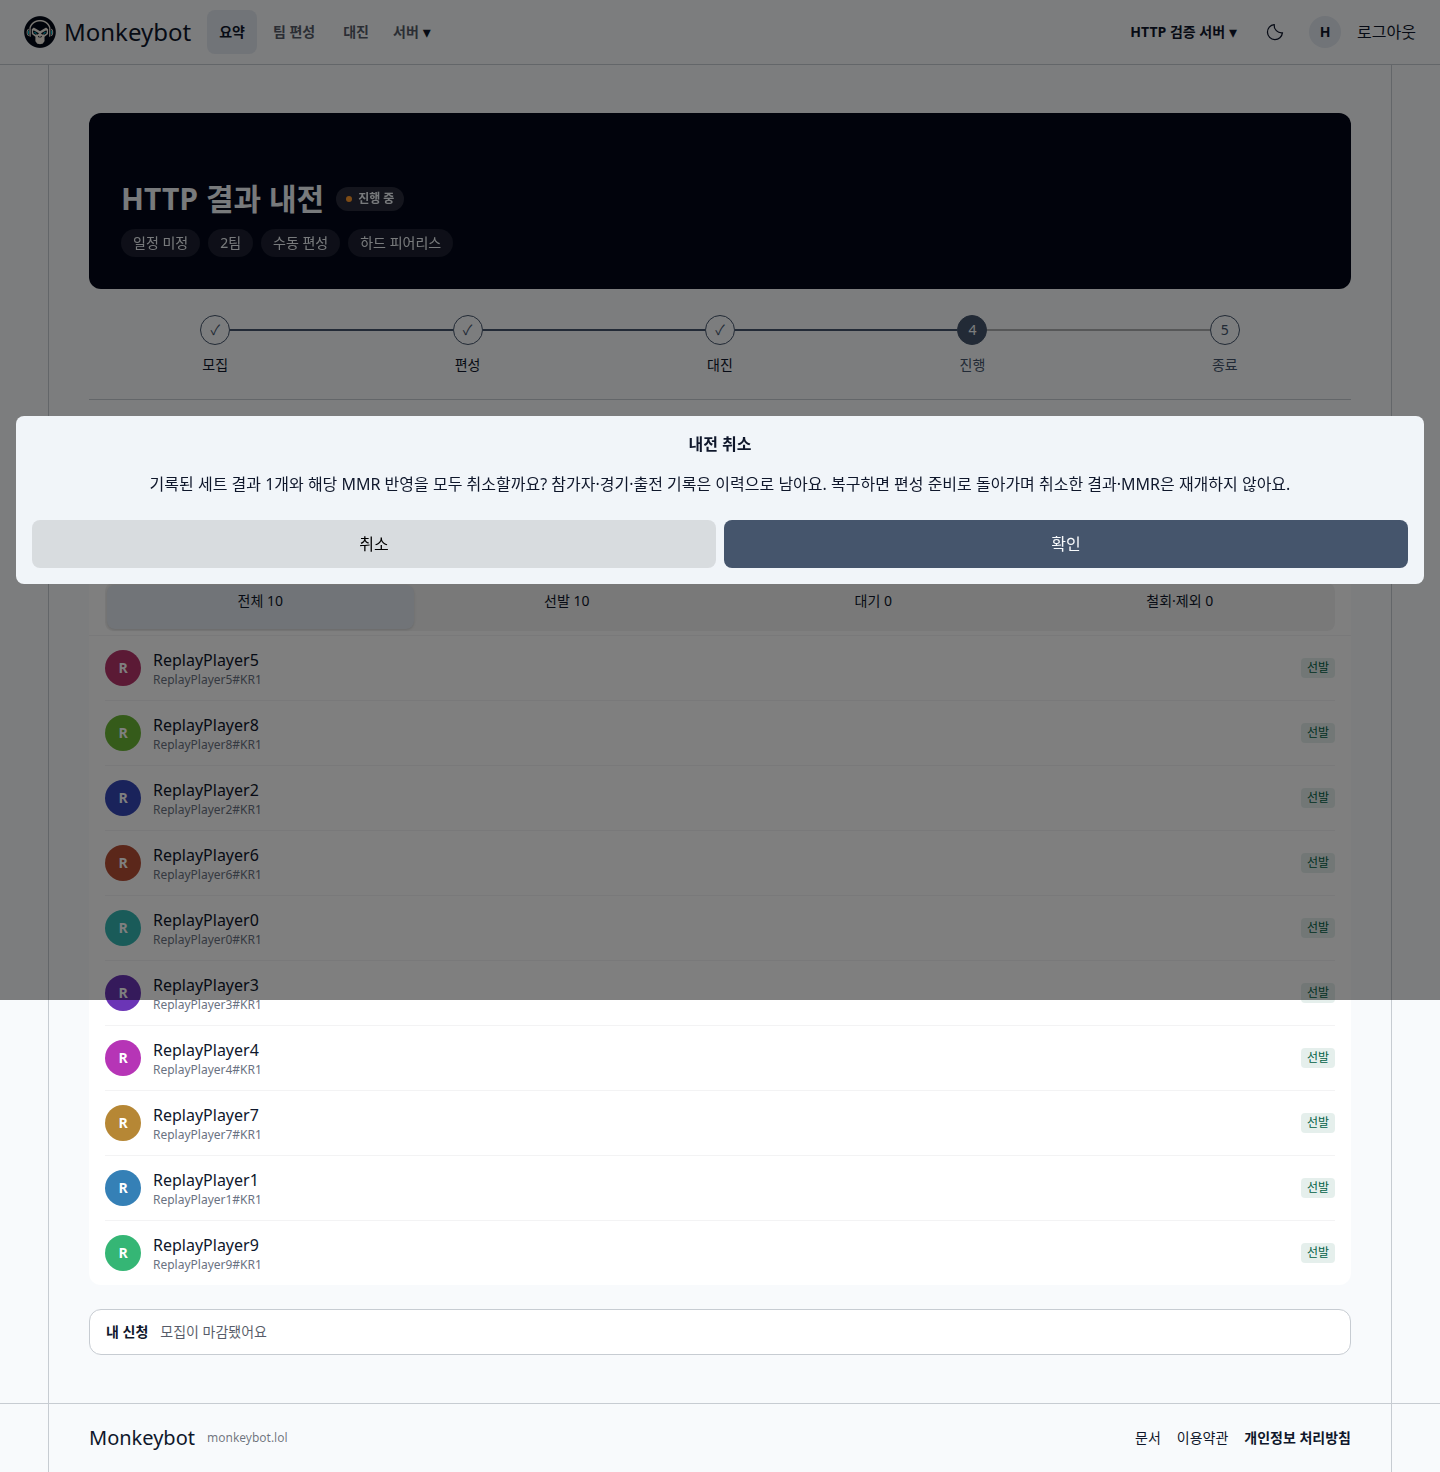 Monkeybot 요약 팀 편성 대진 서버 ▾ HTTP 검증 서버 ▾ H 로그아웃
HTTP 결과 내전 진행 중
일정 미정 2팀 수동 편성 하드 피어리스
✓ ✓ ✓ 4 5
모집 편성 대진 진행 종료
내전 취소
기록된 세트 결과 1개와 해당 MMR 반영을 모두 취소할까요? 참가자·경기·출전 기록은 이력으로 남아요. 복구하면 편성 준비로 돌아가며 취소한 결과·MMR은 재개하지 않아요.
취소 확인
전체 10 선발 10 대기 0 철회·제외 0
R ReplayPlayer5 선발
ReplayPlayer5#KR1
R ReplayPlayer8 선발
ReplayPlayer8#KR1
R ReplayPlayer2 선발
ReplayPlayer2#KR1
R ReplayPlayer6 선발
ReplayPlayer6#KR1
R ReplayPlayer0 선발
ReplayPlayer0#KR1
R ReplayPlayer3 선발
ReplayPlayer3#KR1
R ReplayPlayer4 선발
ReplayPlayer4#KR1
R ReplayPlayer7 선발
ReplayPlayer7#KR1
R ReplayPlayer1 선발
ReplayPlayer1#KR1
R ReplayPlayer9 선발
ReplayPlayer9#KR1
내 신청 모집이 마감됐어요
Monkeybot monkeybot.lol 문서 이용약관 개인정보 처리방침